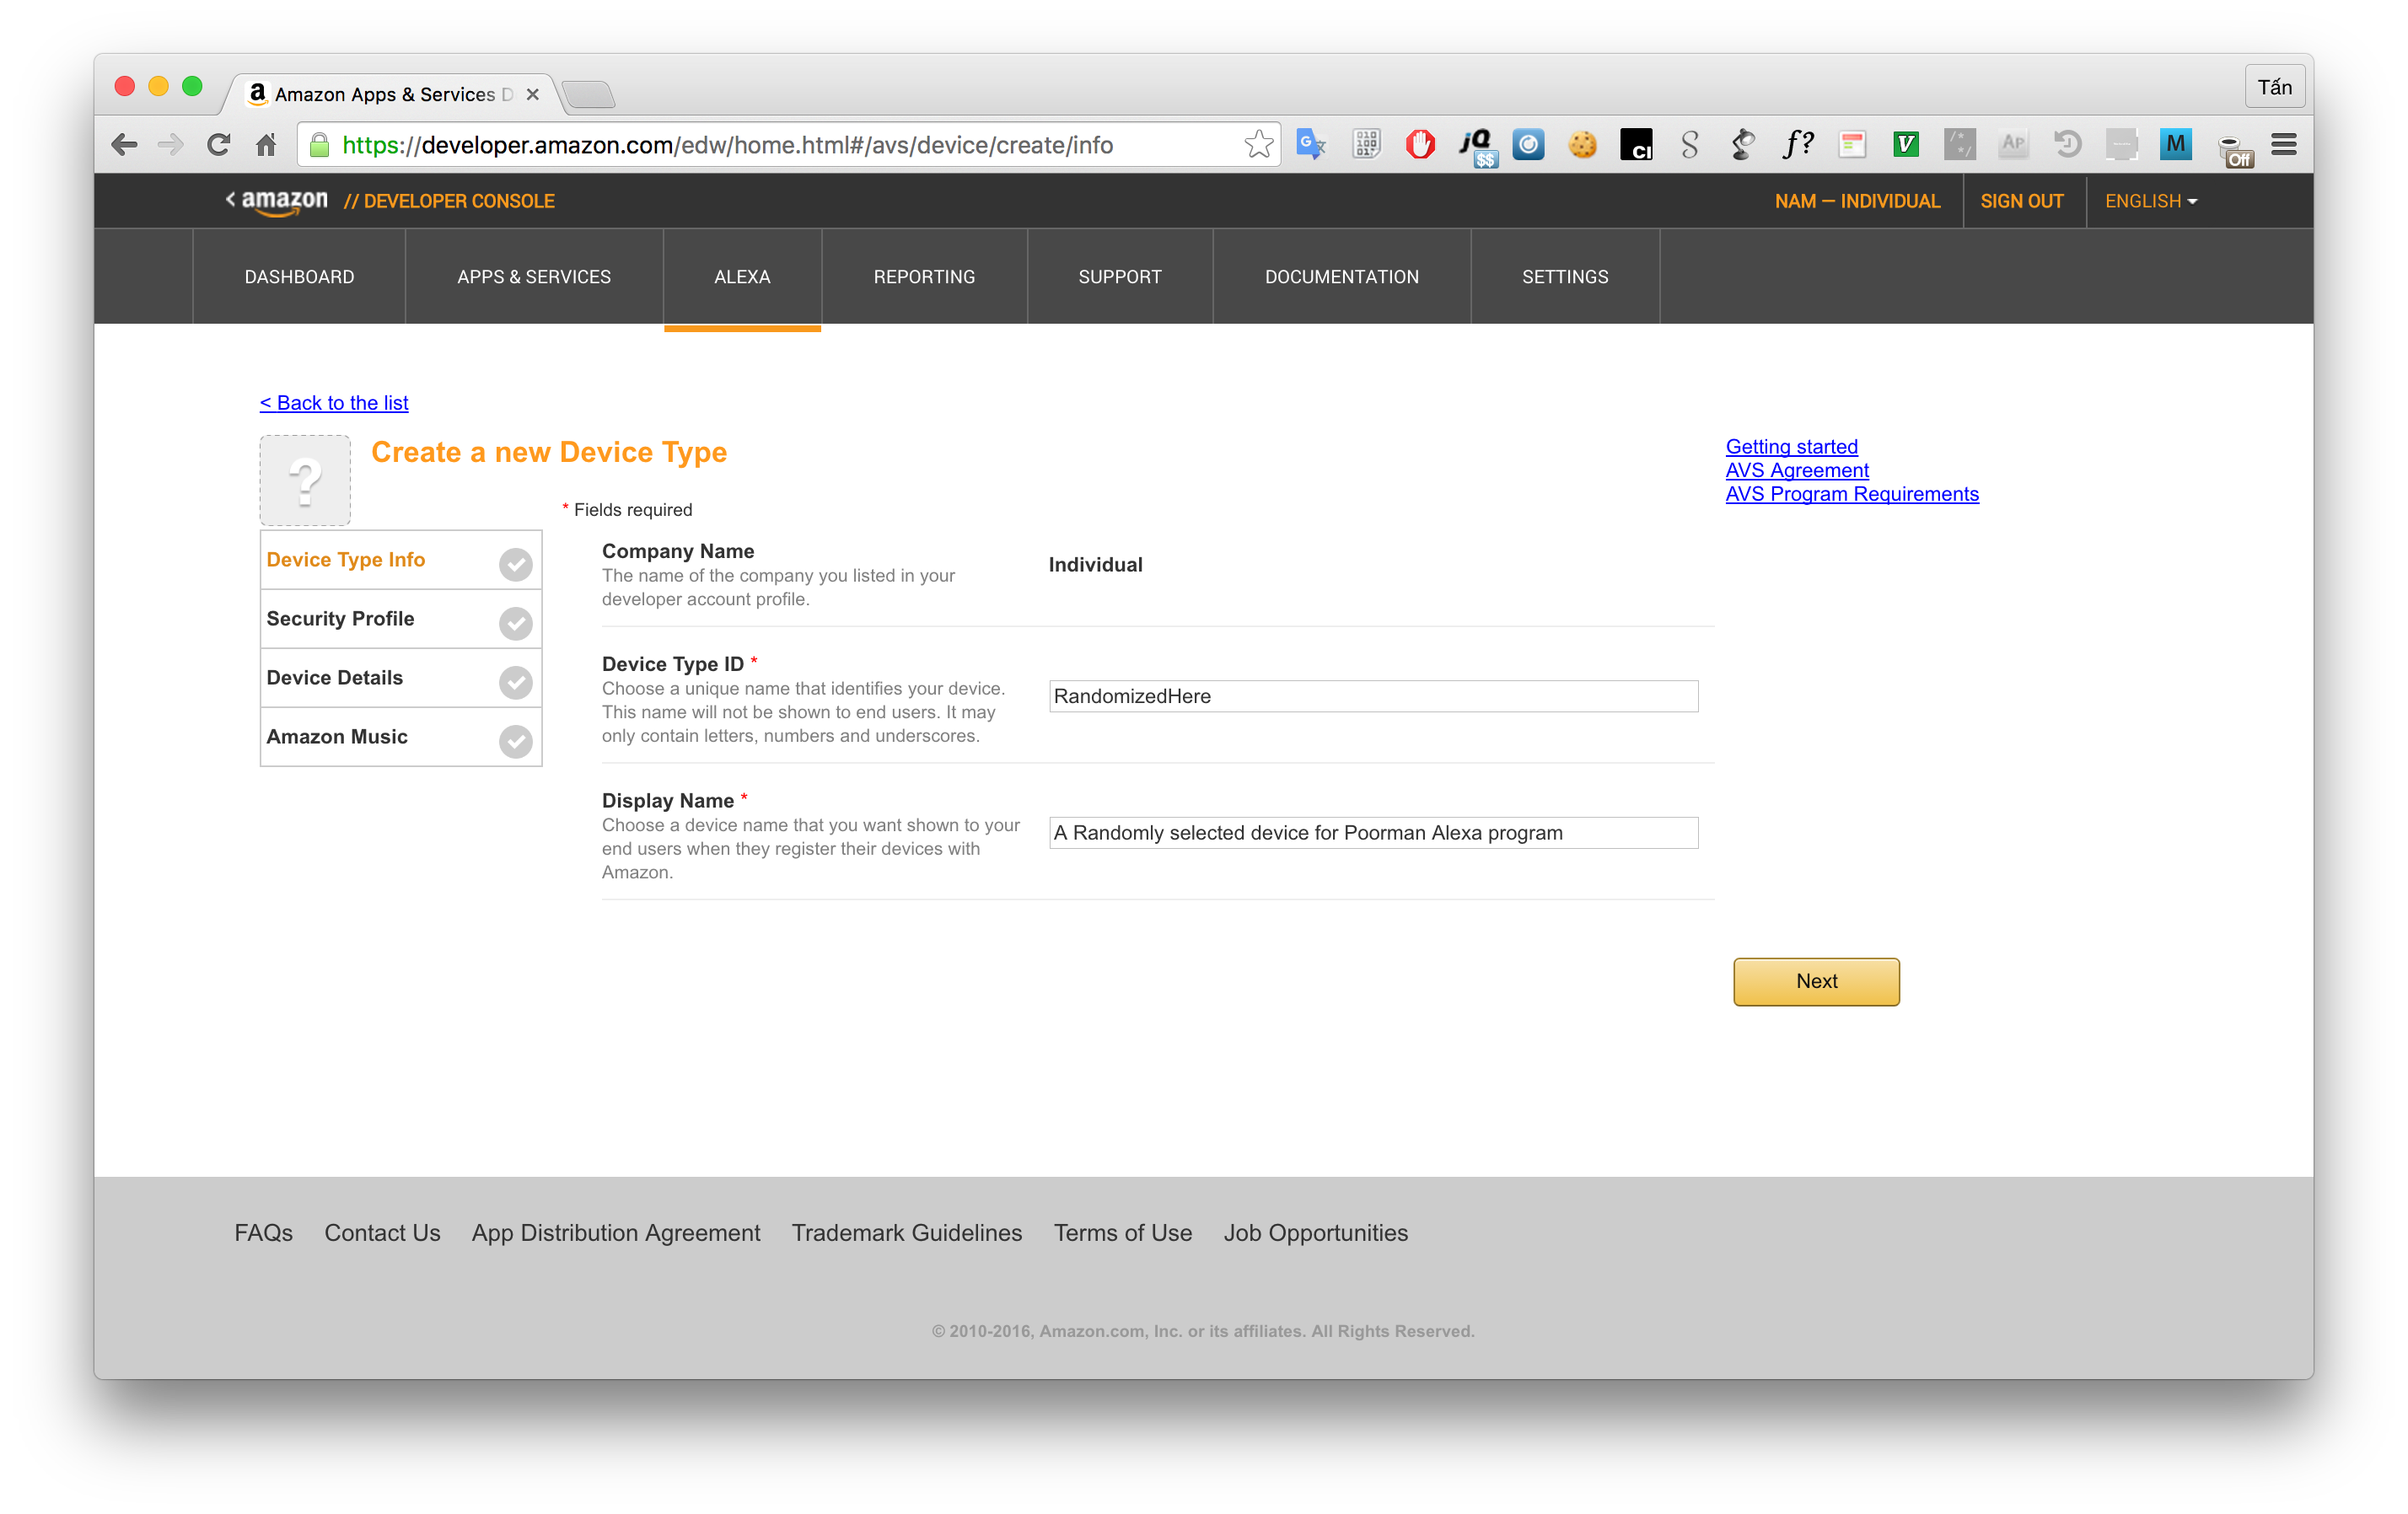 Amazon Apps & Services D
Tấn
https://developer.amazon.com/edw/home.html#/avs/device/create/info
jQ
$$
CI
S
f?
V
AP
M
Off
< amazon // DEVELOPER CONSOLE
NAM — INDIVIDUAL
SIGN OUT
ENGLISH
DASHBOARD
APPS & SERVICES
ALEXA
REPORTING
SUPPORT
DOCUMENTATION
SETTINGS
< Back to the list
?
Create a new Device Type
Getting started
AVS Agreement
AVS Program Requirements
* Fields required
Device Type Info
Security Profile
Device Details
Amazon Music
Company Name
The name of the company you listed in your
developer account profile.
Individual
Device Type ID *
Choose a unique name that identifies your device.
This name will not be shown to end users. It may
only contain letters, numbers and underscores.
RandomizedHere
Display Name *
Choose a device name that you want shown to your
end users when they register their devices with
Amazon.
A Randomly selected device for Poorman Alexa program
Next
FAQs
Contact Us
App Distribution Agreement
Trademark Guidelines
Terms of Use
Job Opportunities
© 2010-2016, Amazon.com, Inc. or its affiliates. All Rights Reserved.